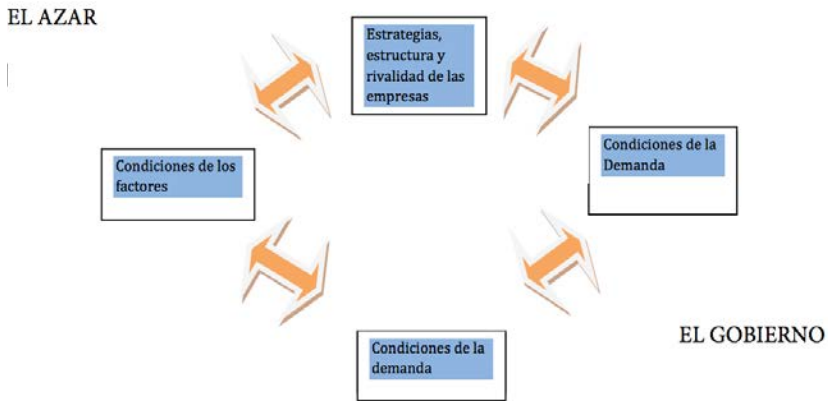 EL AZAR
Estrategias,
estructura y
rivalidad de las
empresas
Condiciones de los
factores
Condiciones de la
Demanda
Condiciones de la
demanda
EL GOBIERNO